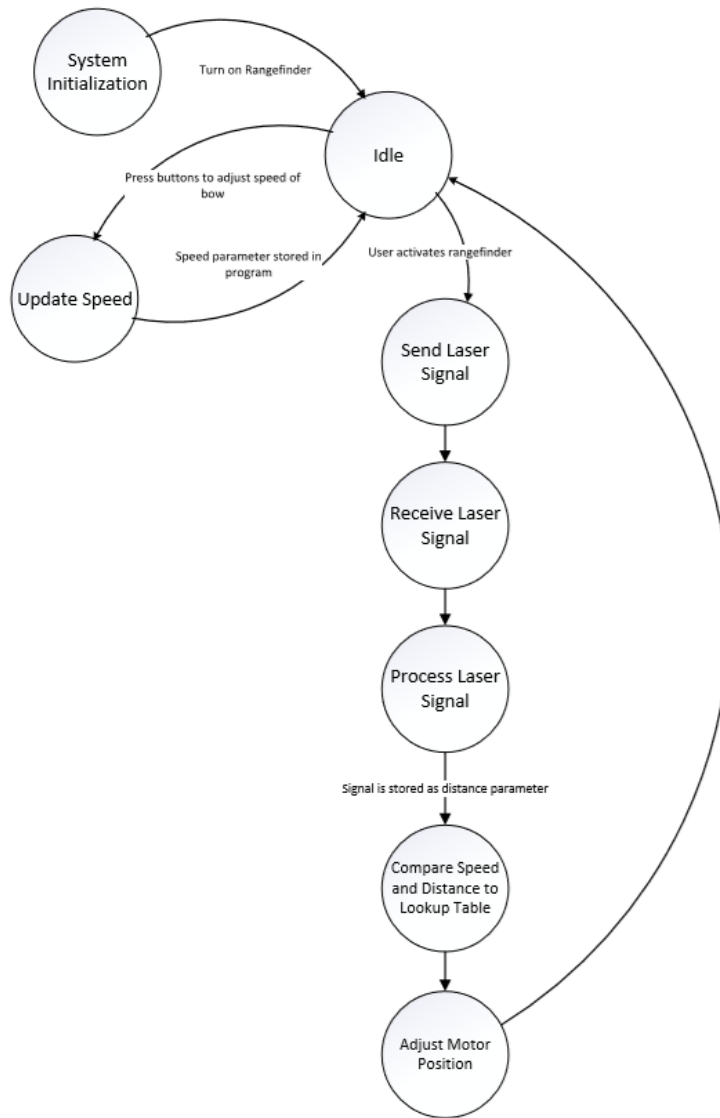 System
Initialization
Turn on Rangefinder
Idle
Press buttons to adjust speed of
bow
Speed parameter stored in
program
User activates rangefinder
Update Speed
Send Laser
Signal
Receive Laser
Signal
Process Laser
Signal
Signal is stored as distance parameter
Compare Speed
and Distance to
Lookup Table
Adjust Motor
Position